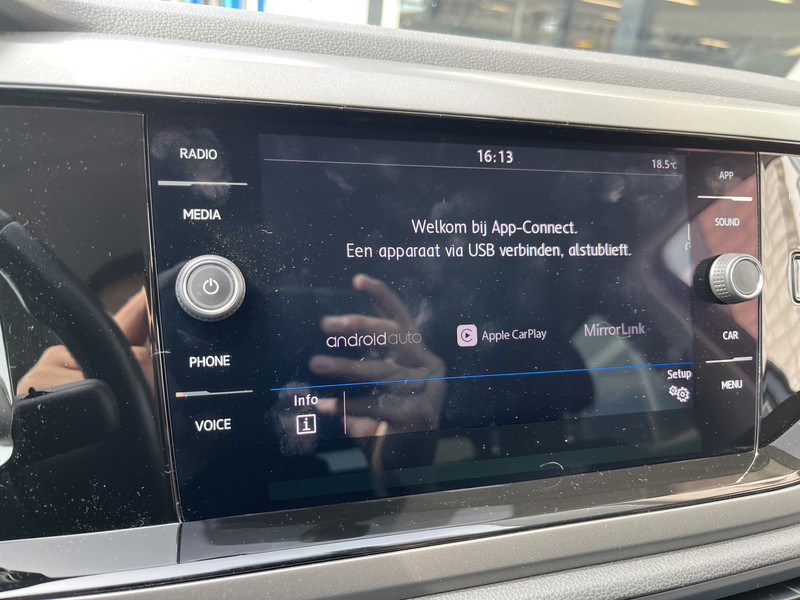 RADIO
MEDIA
PHONE
VOICE
16:13
18.5°C
Welkom bij App-Connect.
Een apparaat via USB verbinden, alstublieft.
androidauto
Apple CarPlay
MirrorLink
Info
i
Setup
APP
SOUND
CAR
MENU